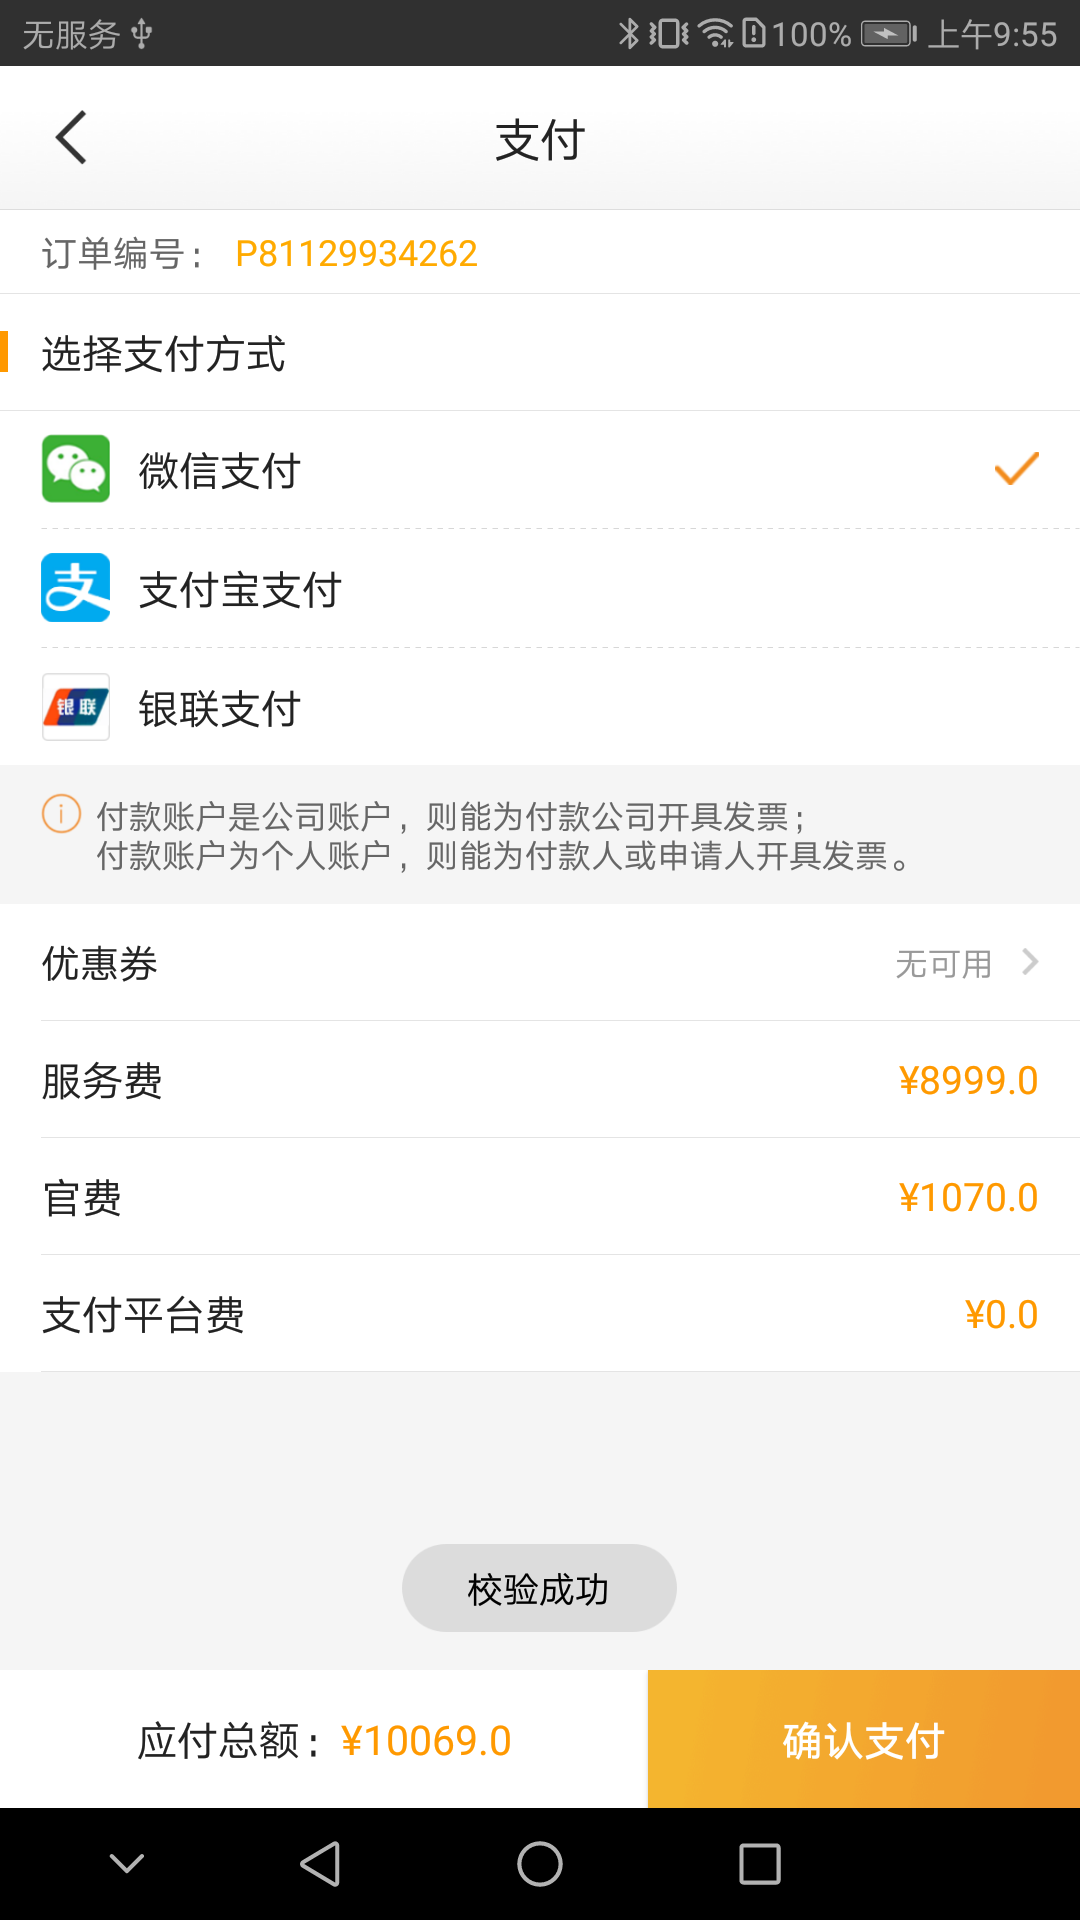 无服务 100% 上午9:55
支付
订单编号： P81129934262
选择支付方式
微信支付
支 支付宝支付
银联 银联支付
付款账户是公司账户，则能为付款公司开具发票；
付款账户为个人账户，则能为付款人或申请人开具发票。
优惠券 无可用
服务费 ¥8999.0
官费 ¥1070.0
支付平台费 ¥0.0
校验成功
应付总额：¥10069.0 确认支付